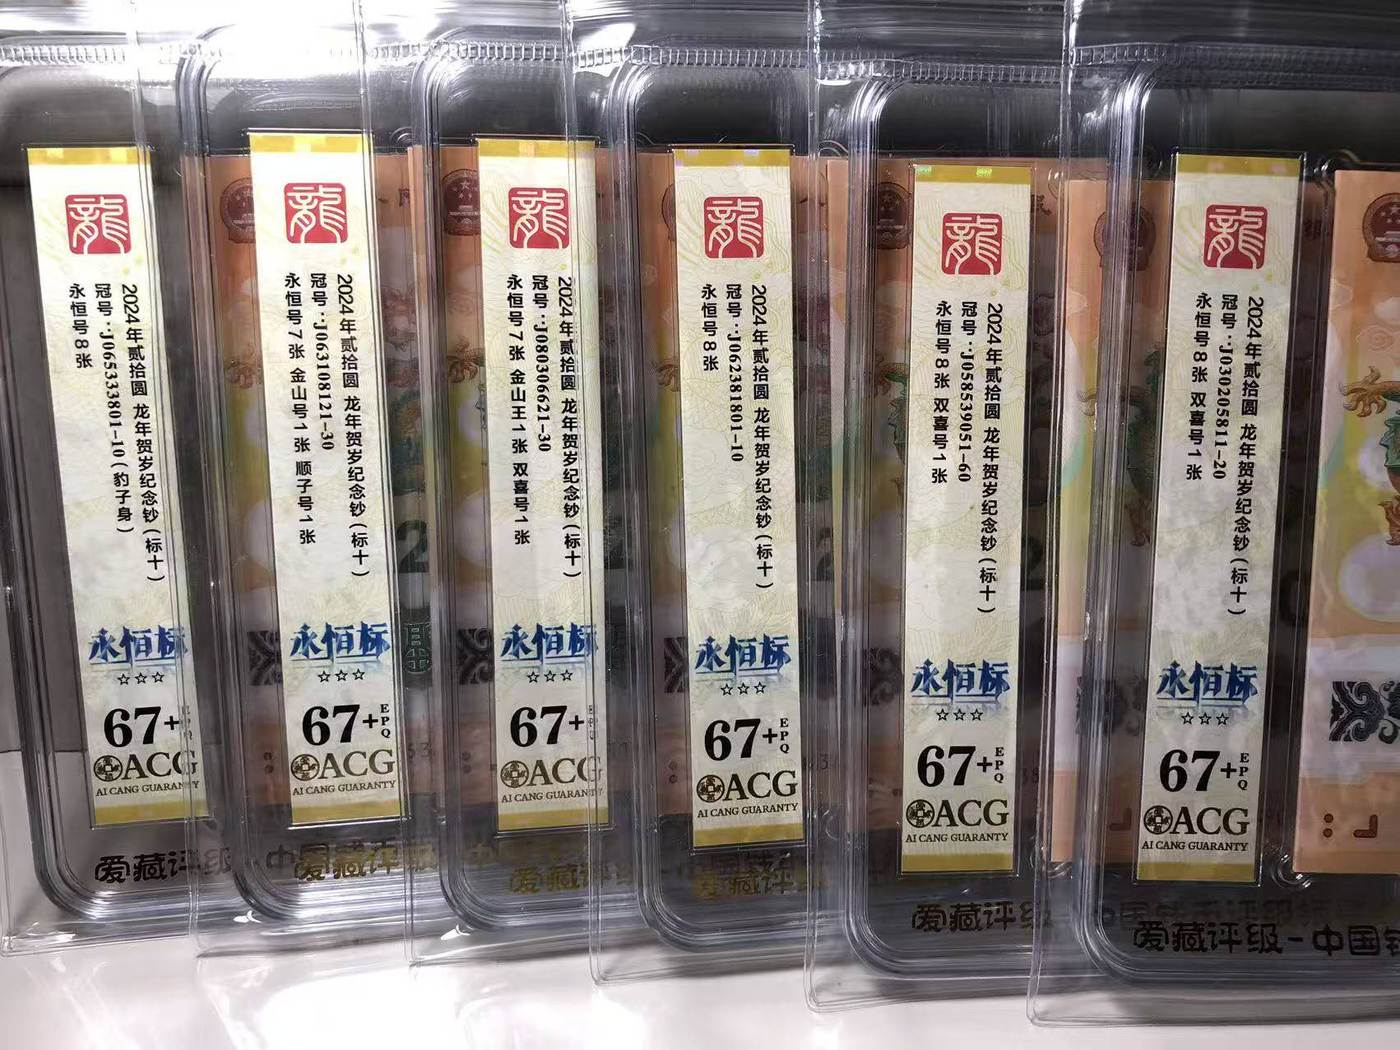 龍
2024年贰拾圆 龙年贺岁纪念钞(标十)
冠号:J065333801-10(豹子身)
永恒号8张
永恒标
☆☆☆
67+
ACG
AI CANG GUARANTY
爱藏评级
龍
2024年贰拾圆 龙年贺岁纪念钞(标十)
冠号:J063108121-30
永恒号7张 金山号1张 顺子号1张
永恒标
☆☆☆
67+EPQ
ACG
AI CANG GUARANTY
中国
爱藏评级
龍
2024年贰拾圆 龙年贺岁纪念钞(标十)
冠号:J080306621-30
永恒号7张 金山王1张 双喜号1张
永恒标
☆☆☆
67+
ACG
AI CANG GUARANTY
爱藏评级-中国
龍
2024年贰拾圆 龙年贺岁纪念钞(标十)
冠号:J062381801-10
永恒号8张
永恒标
☆☆☆
67+EPQ
ACG
AI CANG GUARANTY
爱藏评级
龍
2024年贰拾圆 龙年贺岁纪念钞(标十)
冠号:J058539051-60
永恒号8张 双喜号1张
永恒标
☆☆☆
67+EPQ
ACG
AI CANG GUARANTY
爱藏评级
龍
2024年贰拾圆 龙年贺岁纪念钞(标十)
冠号:J030205811-20
永恒号8张 双喜号1张
永恒标
☆☆☆
67+EPQ
ACG
AI CANG GUARANTY
爱藏评级-中国